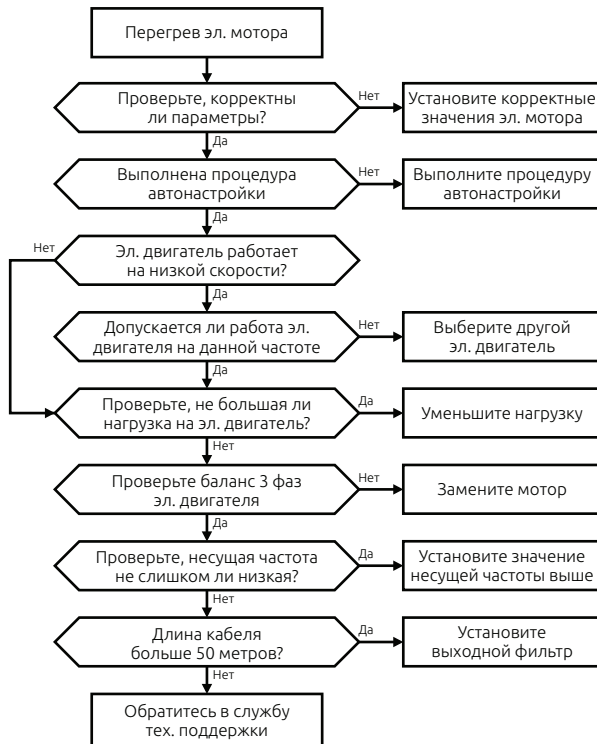 Перегрев эл. мотора
Проверьте, корректны
ли параметры?
Нет
Установите корректные
значения эл. мотора
Да
Выполнена процедура
автонастройки
Нет
Выполните процедуру
автонастройки
Да
Нет
Эл. двигатель работает
на низкой скорости?
Да
Допускается ли работа эл.
двигателя на данной частоте
Нет
Выберите другой
эл. двигатель
Да
Проверьте, не большая ли
нагрузка на эл. двигатель?
Да
Уменьшите нагрузку
Нет
Проверьте баланс 3 фаз
эл. двигателя
Нет
Замените мотор
Да
Проверьте, несущая частота
не слишком ли низкая?
Да
Установите значение
несущей частоты выше
Нет
Длина кабеля
больше 50 метров?
Да
Установите
выходной фильтр
Нет
Обратитесь в службу
тех. поддержки